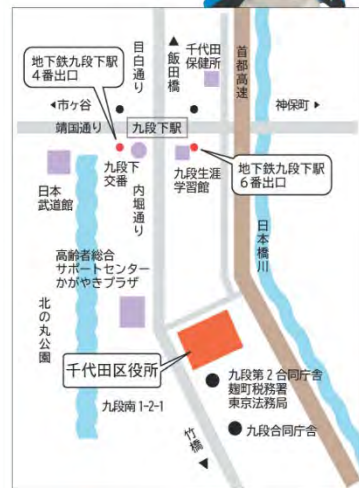 目白通り
▲飯田橋
千代田
保健所
首都高速
地下鉄九段下駅
4番出口
◀市ヶ谷
神保町▶
靖国通り
九段下駅
日本
武道館
九段下
交番
内堀通り
九段生涯
学習館
地下鉄九段下駅
6番出口
日本橋川
高齢者総合
サポートセンター
かがやきプラザ
北の丸公園
千代田区役所
九段南1-2-1
九段第2合同庁舎
麹町税務署
東京法務局
九段合同庁舎
竹橋▼